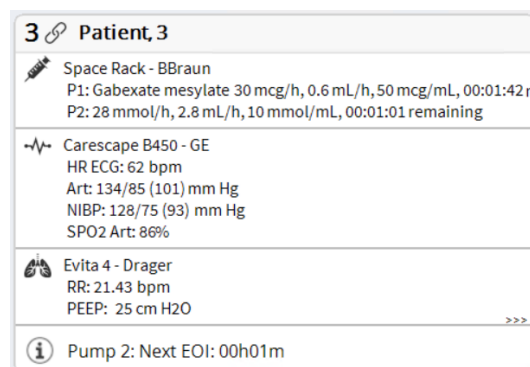 3 Patient, 3
Space Rack - BBraun
P1: Gabexate mesylate 30 mcg/h, 0.6 mL/h, 50 mcg/mL, 00:01:42
P2: 28 mmol/h, 2.8 mL/h, 10 mmol/mL, 00:01:01 remaining
Carescape B450 - GE
HR ECG: 62 bpm
Art: 134/85 (101) mm Hg
NIBP: 128/75 (93) mm Hg
SPO2 Art: 86%
Evita 4 - Drager
RR: 21.43 bpm
PEEP: 25 cm H2O
>>>
Pump 2: Next EOI: 00h01m